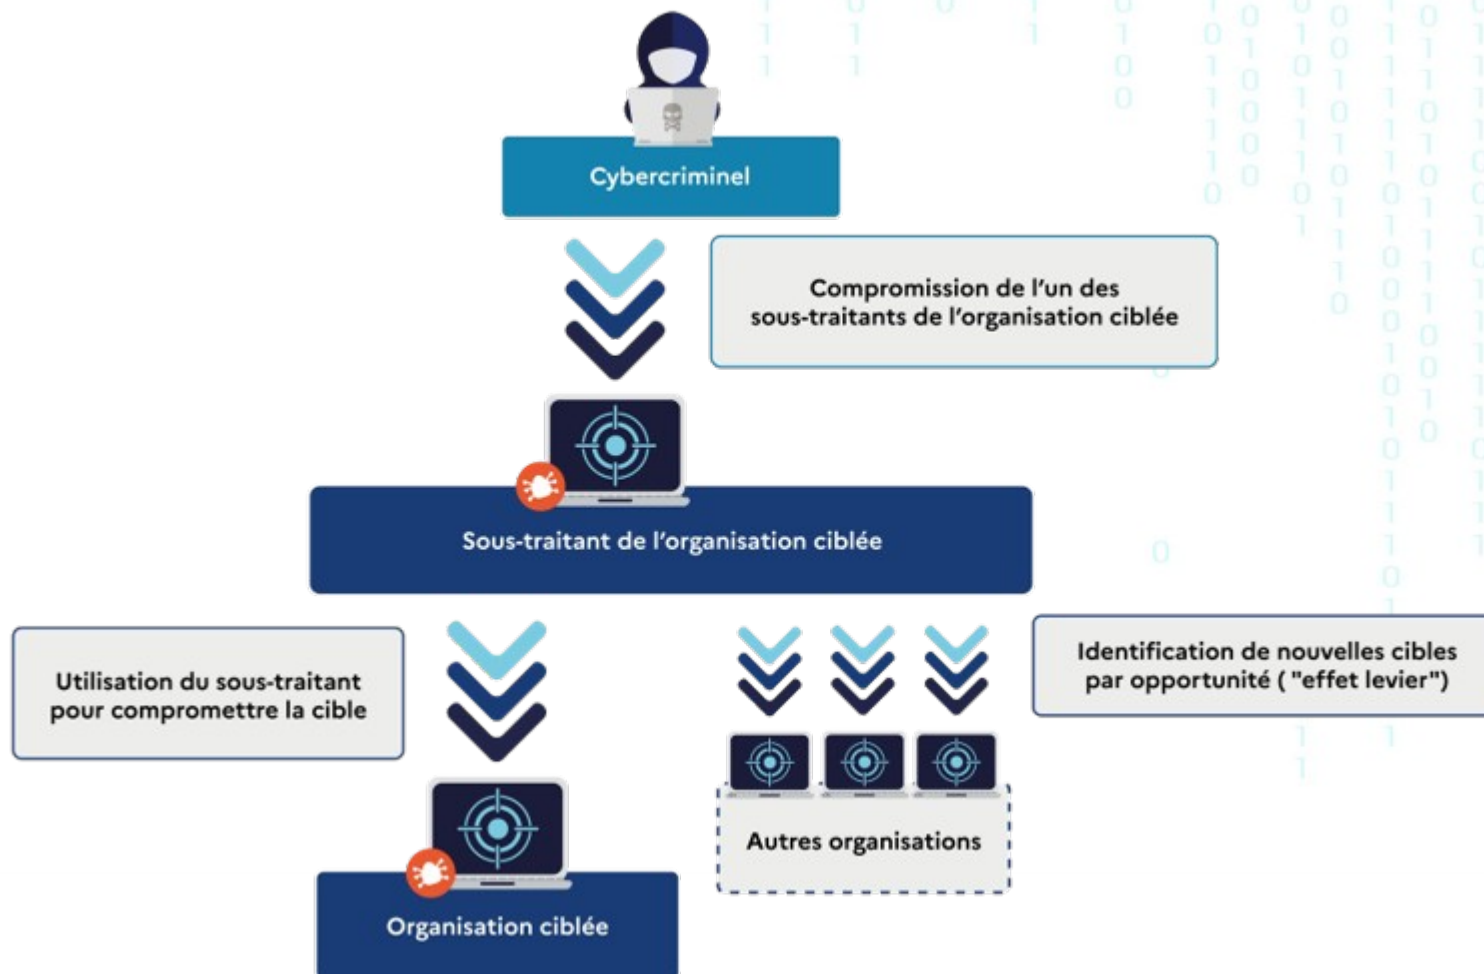 Cybercriminel
Compromission de l'un des
sous-traitants de l'organisation ciblée
Sous-traitant de l'organisation ciblée
Utilisation du sous-traitant
pour compromettre la cible
Identification de nouvelles cibles
par opportunité ( "effet levier")
Autres organisations
Organisation ciblée